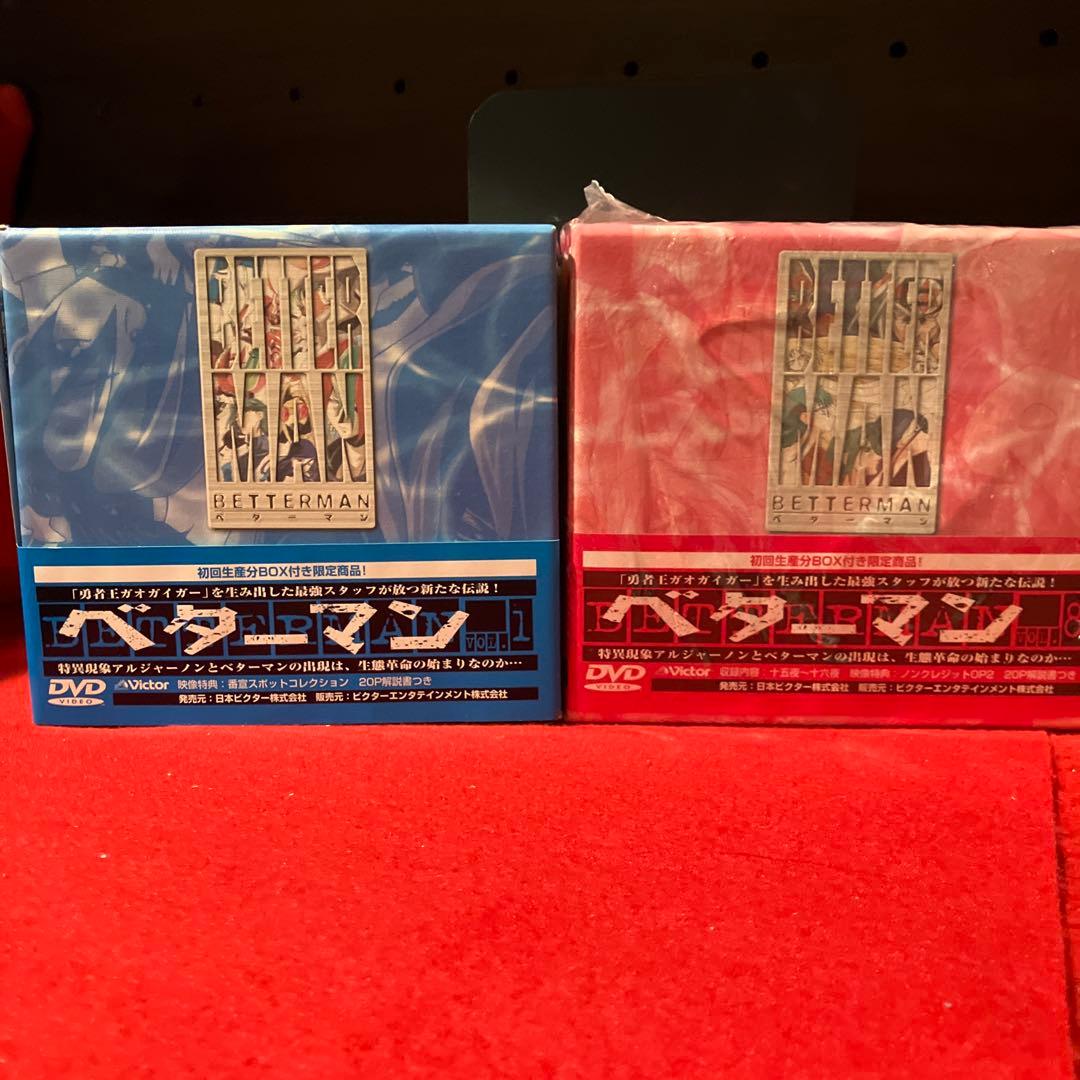 BETTER
MAN
BETTERMAN
ベターマン
初回生産分BOX付き限定商品!
「勇者王ガオガイガー」を生み出した最強スタッフが放つ新たな伝説!
BETTERMAN VOL.1
ベターマン
特異現象アルジャーノンとベターマンの出現は、生態革命の始まりなのか…
DVD VIDEO Victor 映像特典:番宣スポットコレクション 20P解説書つき
発売元:日本ビクター株式会社 販売元:ビクターエンタテインメント株式会社
BETTER
MAN
BETTERMAN
ベターマン
初回生産分BOX付き限定商品!
「勇者王ガオガイガー」を生み出した最強スタッフが放つ新たな伝説!
BETTERMAN VOL.
ベターマン
特異現象アルジャーノンとベターマンの出現は、生態革命の始まりなのか…
DVD VIDEO Victor 収録内容:十五夜〜十六夜 映像特典:ノンクレジットOP2 20P解説書つき
発売元:日本ビクター株式会社 販売元:ビクターエンタテインメント株式会社